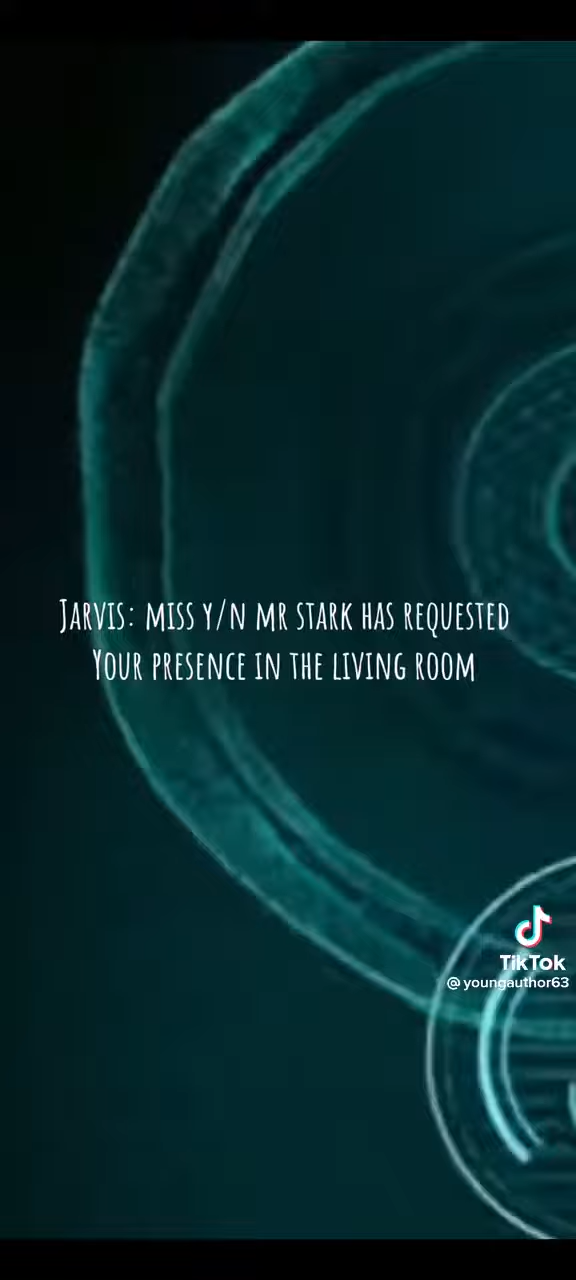 Jarvis: miss y/n mr stark has requested
Your presence in the living room
TikTok
@youngauthor63